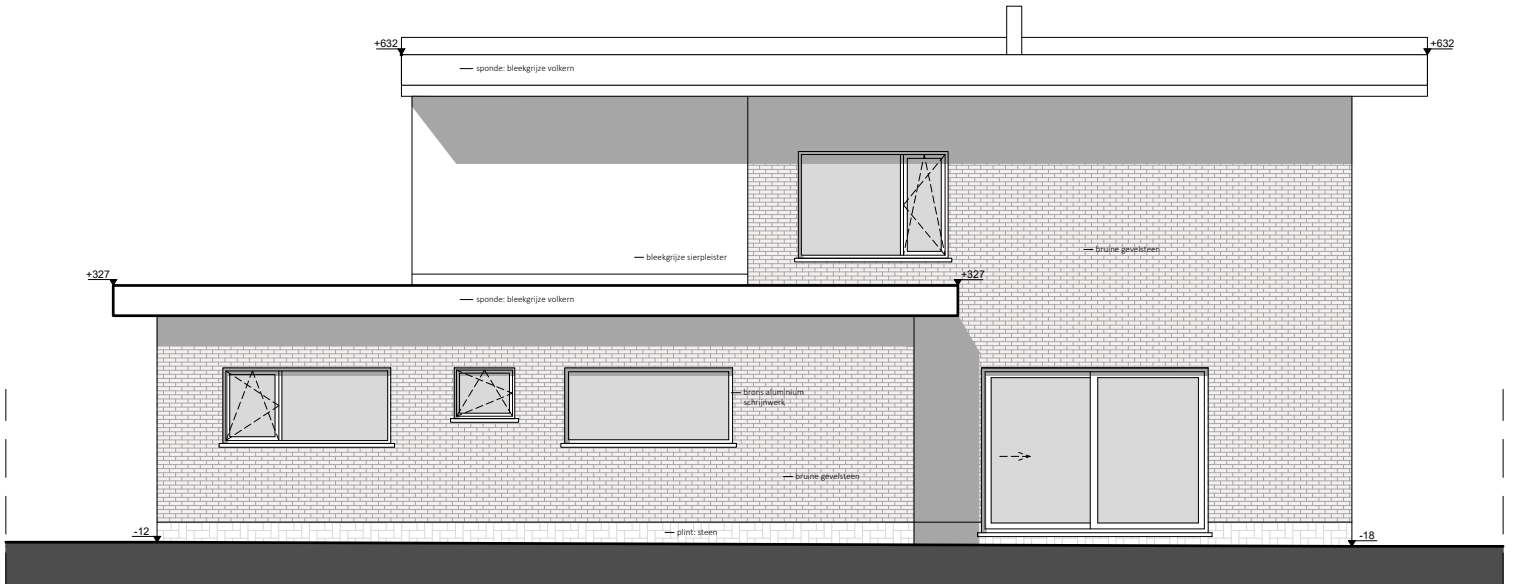 +632
+632
sponde: bleekgrijze volkern
bruine gevelsteen
bleekgrijze sierpleister
+327
+327
sponde: bleekgrijze volkern
brons aluminium
schrijnwerk
bruine gevelsteen
plint: steen
-12
-18